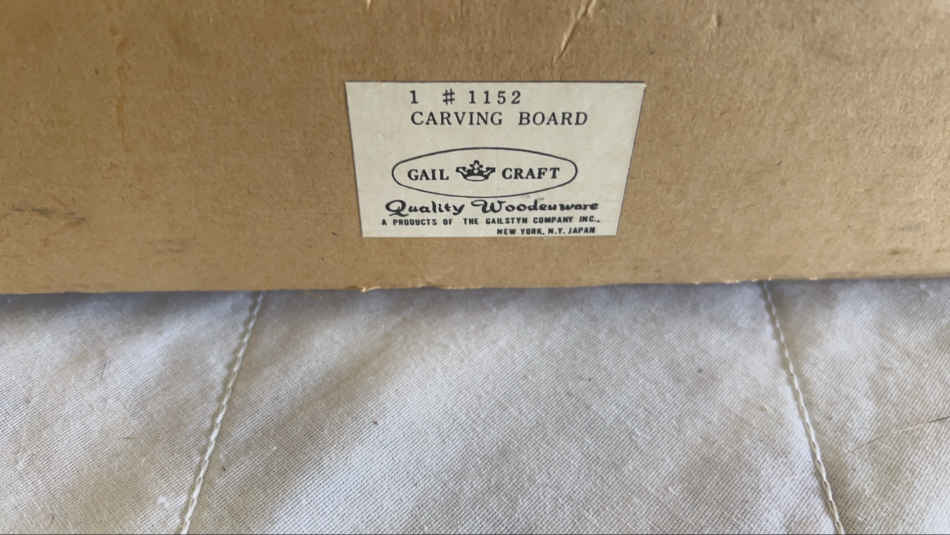 1 # 1152
CARVING BOARD
GAIL CRAFT
Quality Woodenware
A PRODUCTS OF THE GAILSTYN COMPANY INC.,
NEW YORK, N.Y. JAPAN